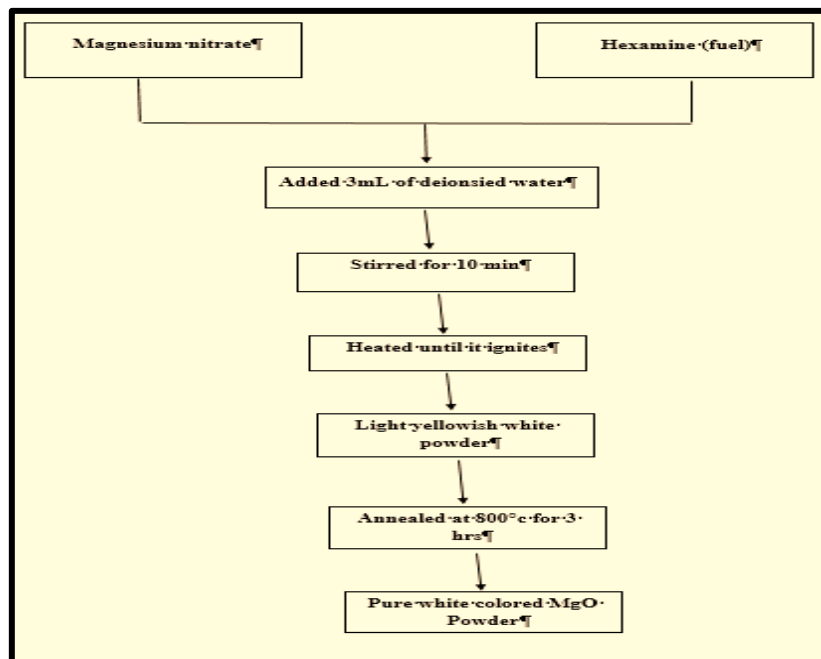 Magnesium·nitrate¶
Hexamine·(fuel)¶
Added·3mL·of·deionsied·water¶
Stirred·for·10·min¶
Heated·until·it·ignites¶
Light·yellowish·white·
powder¶
Annealed·at·800°c·for·3·
hrs¶
Pure·white·colored·MgO·
Powder¶